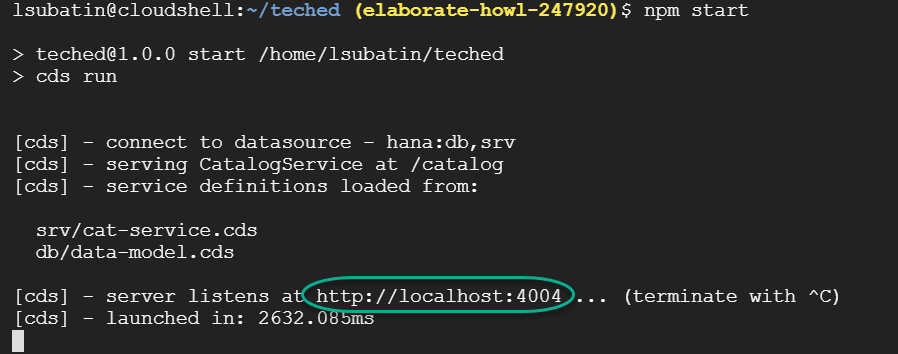 lsubatin@cloudshell:~/teched (elaborate-howl-247920)$ npm start
> teched@1.0.0 start /home/lsubatin/teched
> cds run
[cds] - connect to datasource - hana:db,srv
[cds] - serving CatalogService at /catalog
[cds] - service definitions loaded from:
srv/cat-service.cds
db/data-model.cds
[cds] - server listens at http://localhost:4004 ... (terminate with ^C)
[cds] - launched in: 2632.085ms